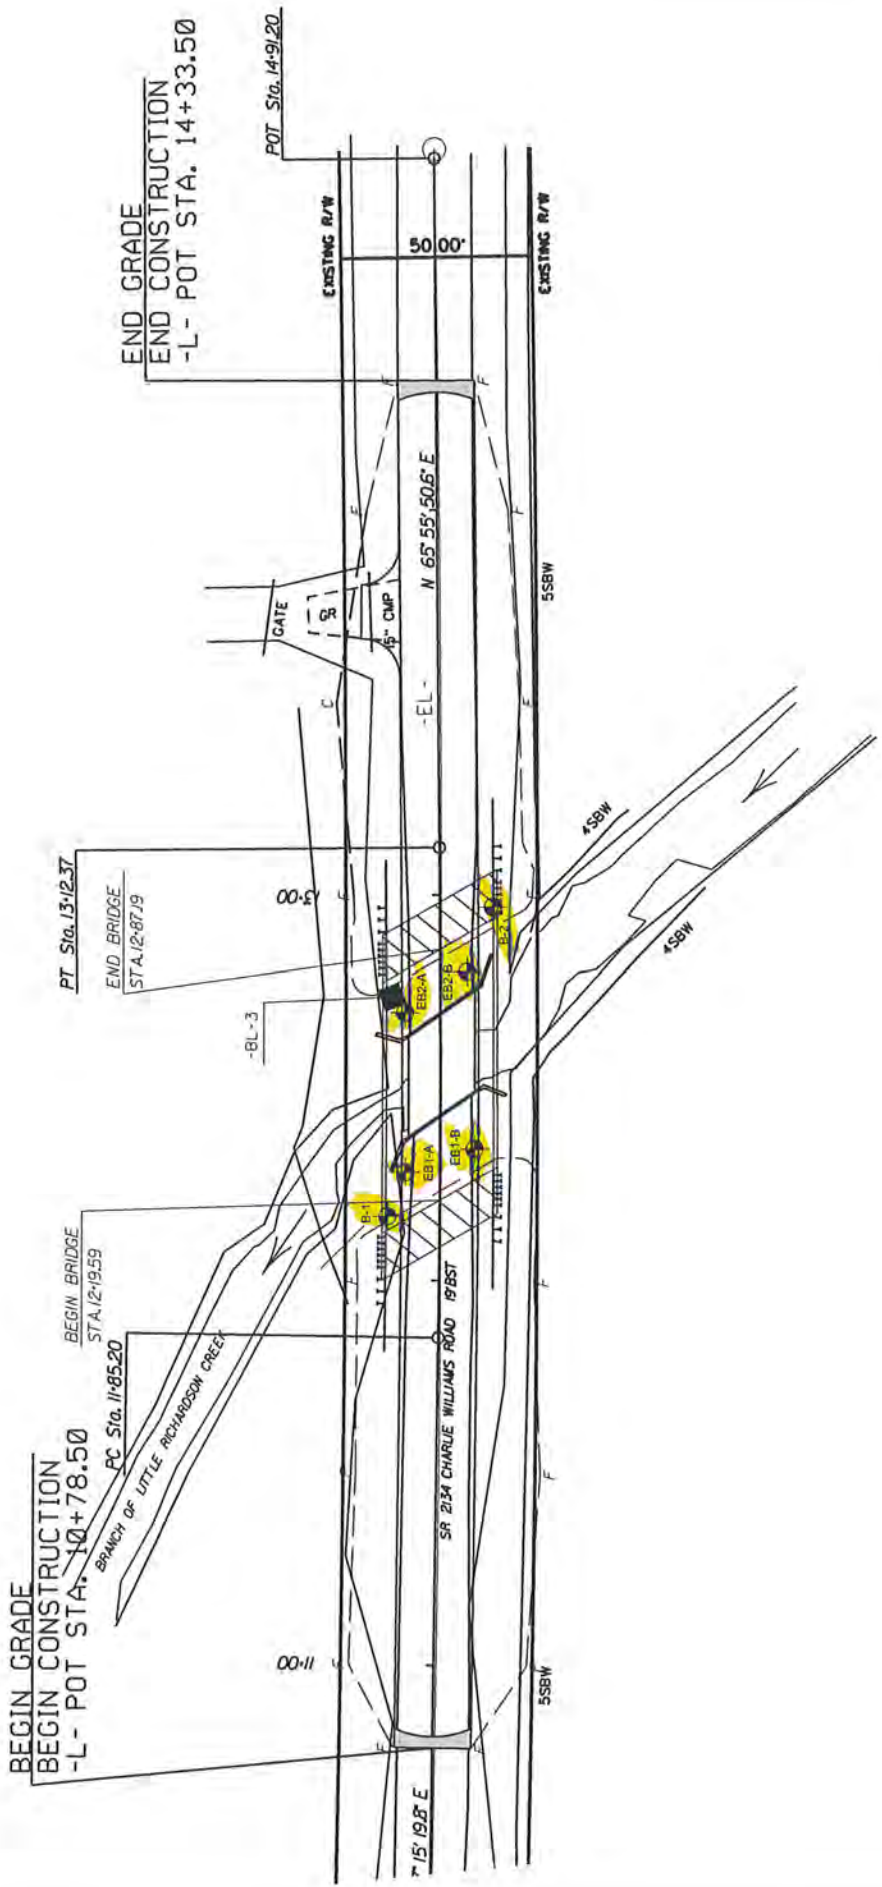 BEGIN GRADE
BEGIN CONSTRUCTION
-L- POT STA. 10+78.50
PC Sta. 11+85.20
BEGIN BRIDGE
STA.12+19.59
BRANCH OF LITTLE RICHARDSON CREEK
-BL-3
PT Sta. 13+12.37
END BRIDGE
STA.12+87.19
END GRADE
END CONSTRUCTION
-L- POT STA. 14+33.50
POT Sta. 14+91.20
GATE
GR
15" CMP
EXISTING R/W
50.00'
EXISTING R/W
11+00
13+00
C
F
F
F
F
F
F
F
F
F
F
B-1
EB1-A
EB1-B
EB2-A
EB2-B
B-2
15' 19.8" E
SR 2134 CHARLIE WILLIAMS ROAD 19'BST
-EL-
N 65° 55' 50.6" E
5SBW
4SBW
4SBW
5SBW